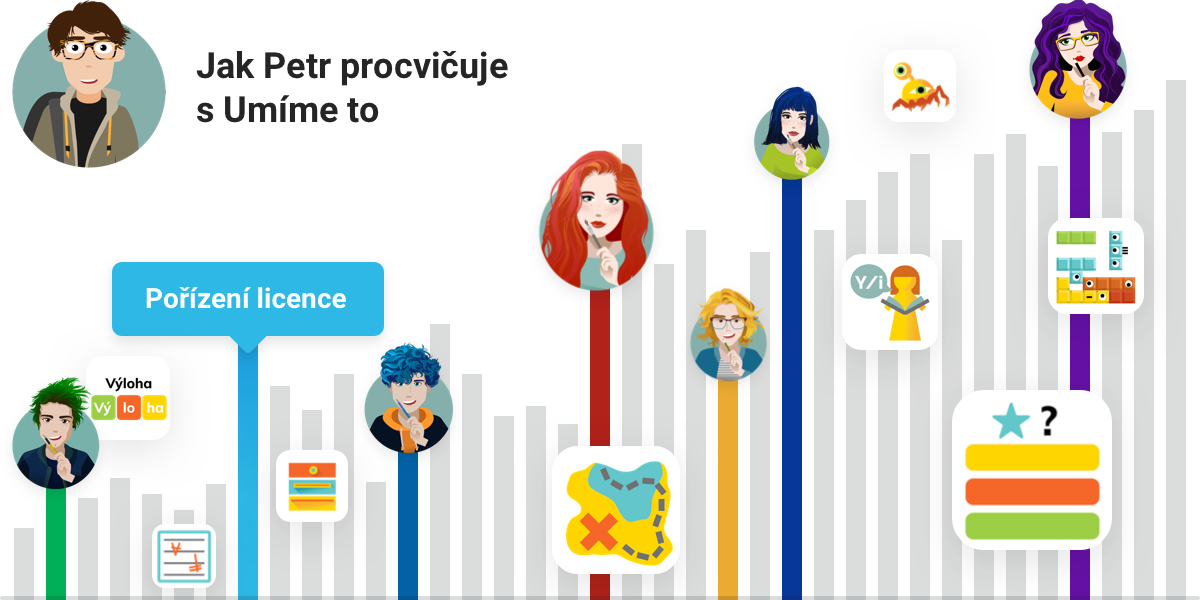 Jak Petr procvičuje
s Umíme to
Pořízení licence
Výloha
Vý lo ha
Y/i
?